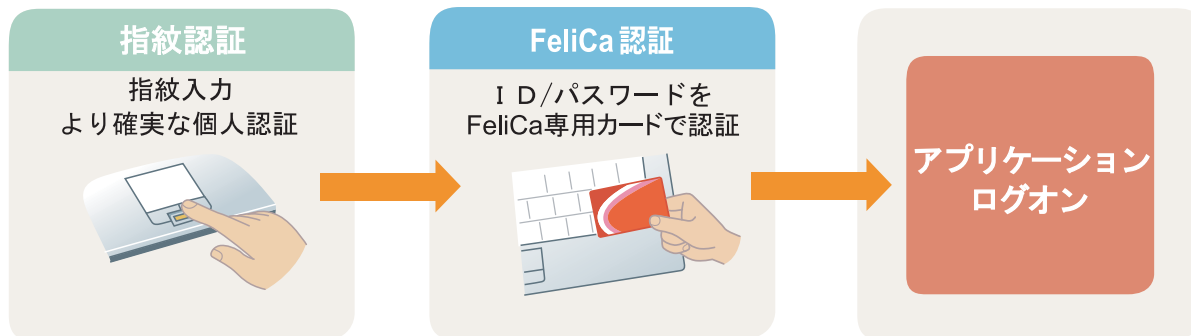 指紋認証
指紋入力
より確実な個人認証
FeliCa 認証
ＩＤ/パスワードを
FeliCa専用カードで認証
アプリケーション
ログオン